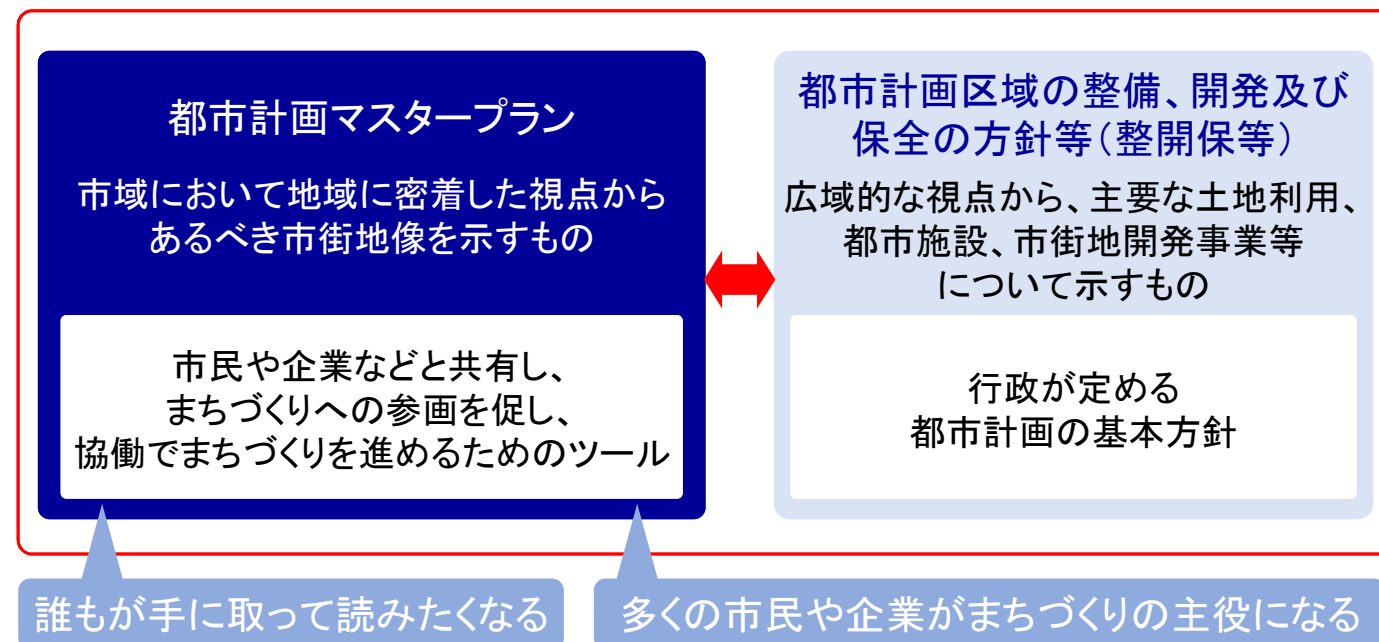 都市計画マスタープラン
市域において地域に密着した視点から
あるべき市街地像を示すもの
市民や企業などと共有し、
まちづくりへの参画を促し、
協働でまちづくりを進めるためのツール
都市計画区域の整備、開発及び
保全の方針等（整開保等）
広域的な視点から、主要な土地利用、
都市施設、市街地開発事業等
について示すもの
行政が定める
都市計画の基本方針
誰もが手に取って読みたくなる
多くの市民や企業がまちづくりの主役になる